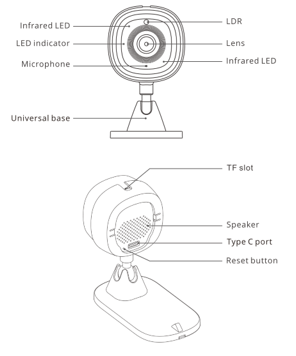 Infrared LED
LDR
LED indicator
Lens
Microphone
Infrared LED
Universal base
TF slot
Speaker
Type C port
Reset button